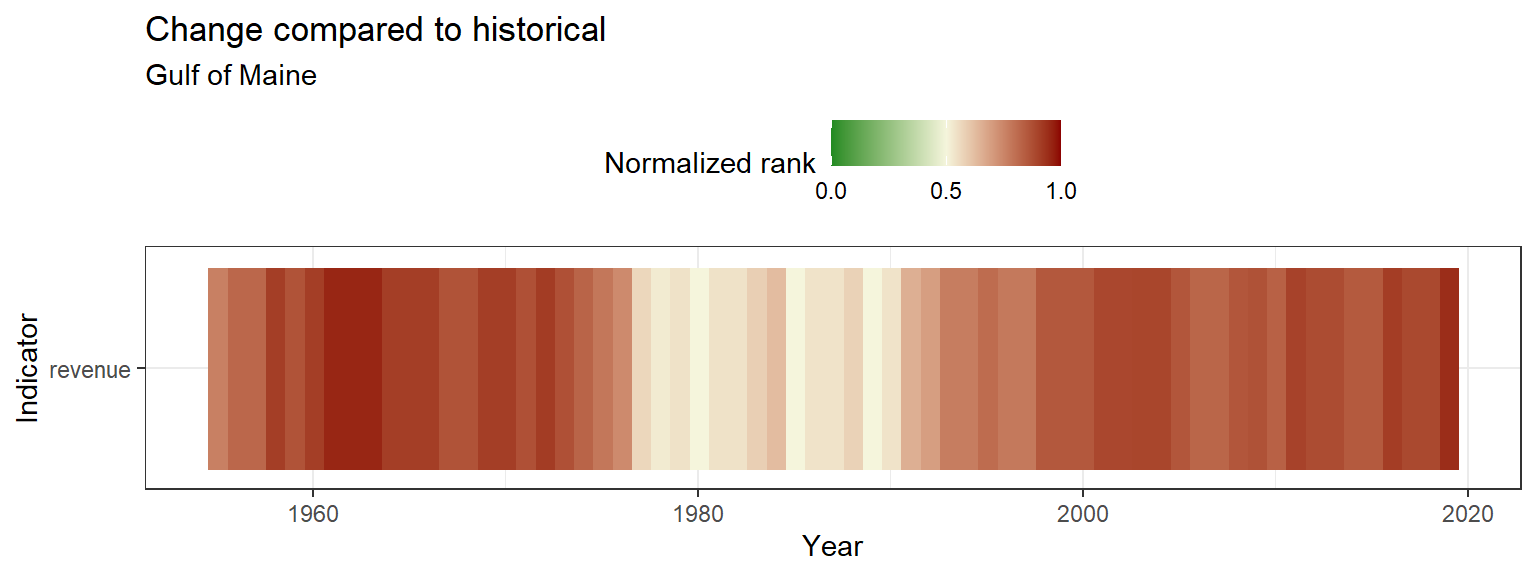 Change compared to historical
Gulf of Maine
Normalized rank
0.0 0.5 1.0
Indicator
revenue
1960 1980 2000 2020
Year